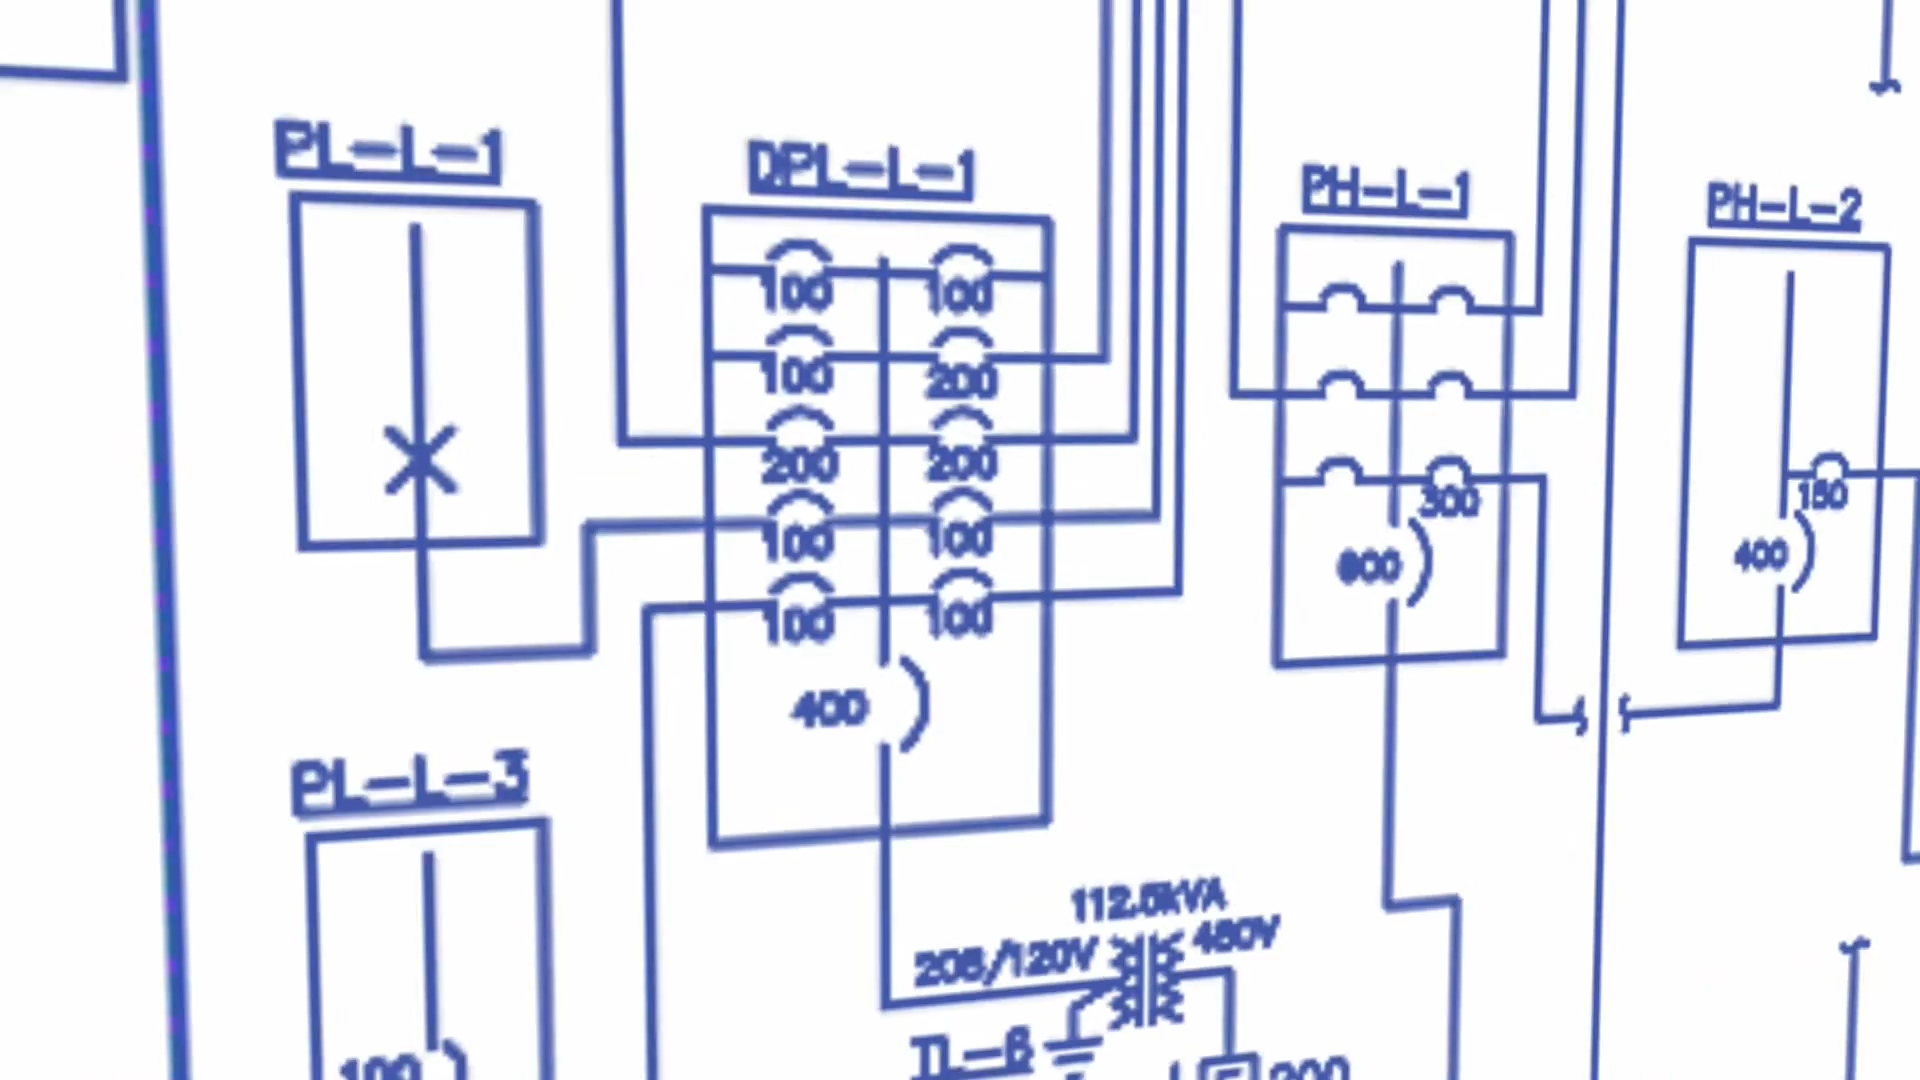 PL-L-1
DPL-L-1
PH-L-1
PH-L-2
100 100
100 200
200 200
100 100
100 100
400
300
150
400
PL-L-3
112.5kVA
480V
208/120V
TL-6
100